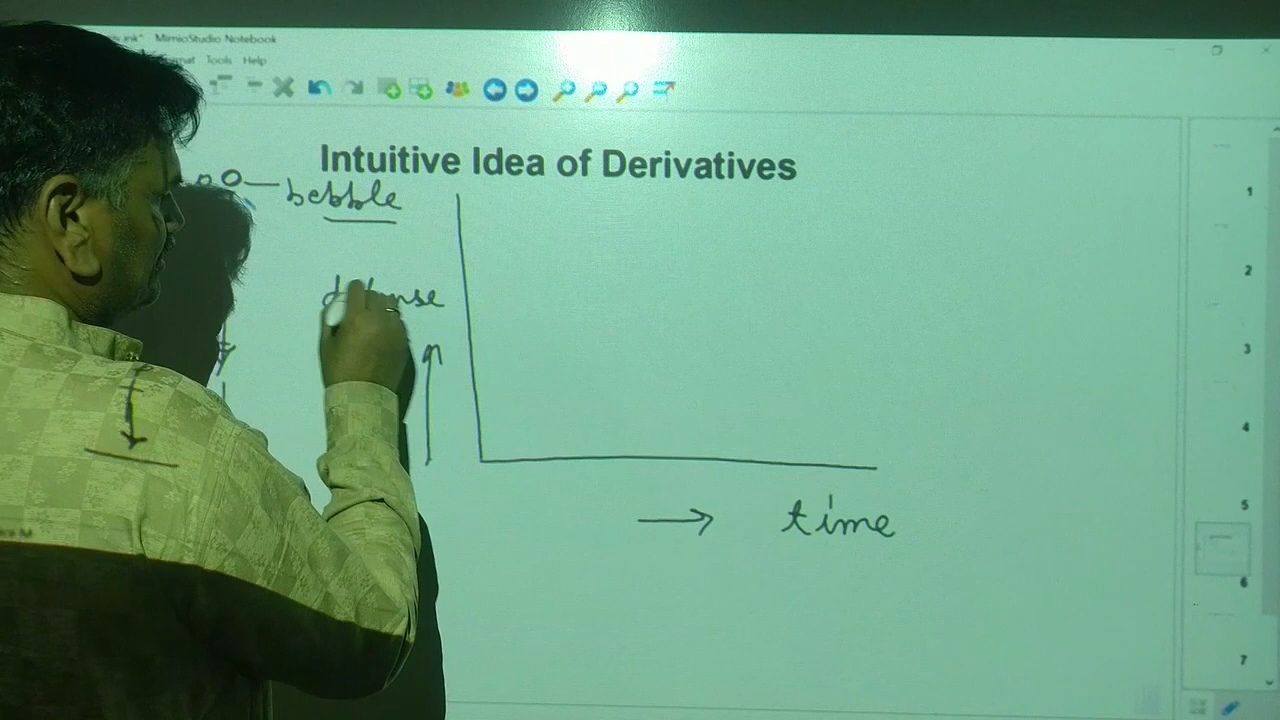 MimioStudio Notebook
Tools Help
Intuitive Idea of Derivatives
bebble
time
1
2
3
4
5
6
7